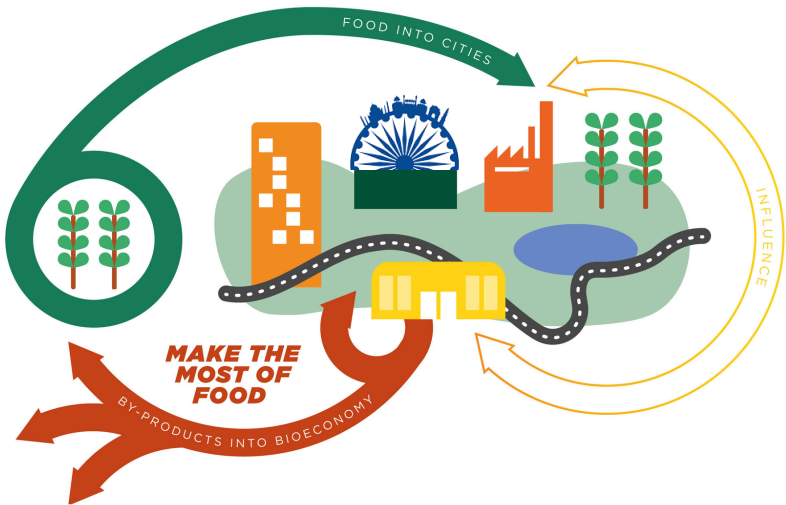 FOOD INTO CITIES
INFLUENCE
MAKE THE
MOST OF
FOOD
BY-PRODUCTS INTO BIOECONOMY